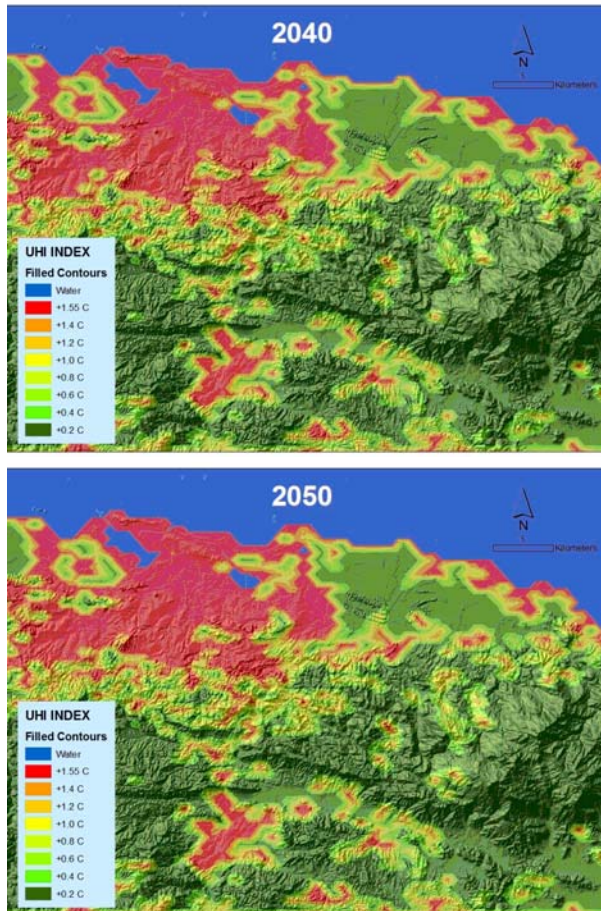 2040
N
Kilometers
UHI INDEX
Filled Contours
Water
+1.55 C
+1.4 C
+1.2 C
+1.0 C
+0.8 C
+0.6 C
+0.4 C
+0.2 C
2050
N
Kilometers
UHI INDEX
Filled Contours
Water
+1.55 C
+1.4 C
+1.2 C
+1.0 C
+0.8 C
+0.6 C
+0.4 C
+0.2 C